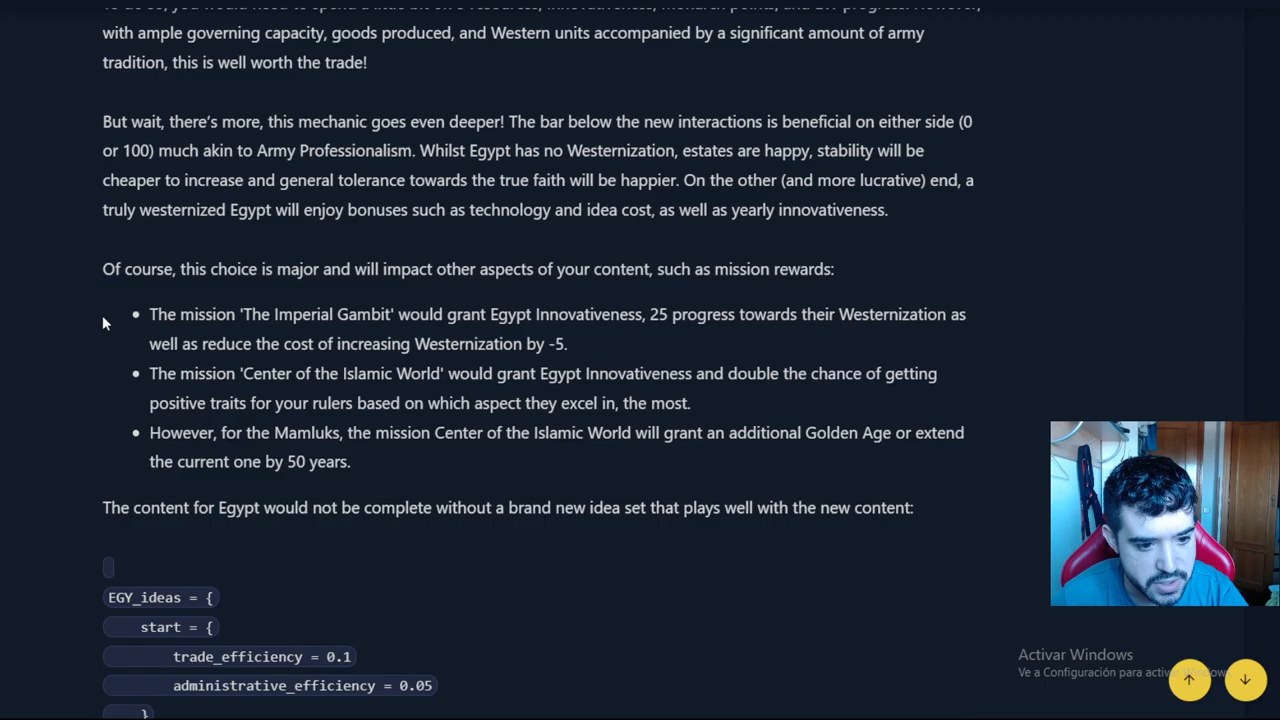 with ample governing capacity, goods produced, and Western units accompanied by a significant amount of army
tradition, this is well worth the trade!
But wait, there's more, this mechanic goes even deeper! The bar below the new interactions is beneficial on either side (0
or 100) much akin to Army Professionalism. Whilst Egypt has no Westernization, estates are happy, stability will be
cheaper to increase and general tolerance towards the true faith will be happier. On the other (and more lucrative) end, a
truly westernized Egypt will enjoy bonuses such as technology and idea cost, as well as yearly innovativeness.
Of course, this choice is major and will impact other aspects of your content, such as mission rewards:
• The mission 'The Imperial Gambit' would grant Egypt Innovativeness, 25 progress towards their Westernization as
well as reduce the cost of increasing Westernization by -5.
• The mission 'Center of the Islamic World' would grant Egypt Innovativeness and double the chance of getting
positive traits for your rulers based on which aspect they excel in, the most.
• However, for the Mamluks, the mission Center of the Islamic World will grant an additional Golden Age or extend
the current one by 50 years.
The content for Egypt would not be complete without a brand new idea set that plays well with the new content:
EGY_ideas = {
start = {
trade_efficiency = 0.1
administrative_efficiency = 0.05
}
Activar Windows
Ve a Configuración para activar Windows